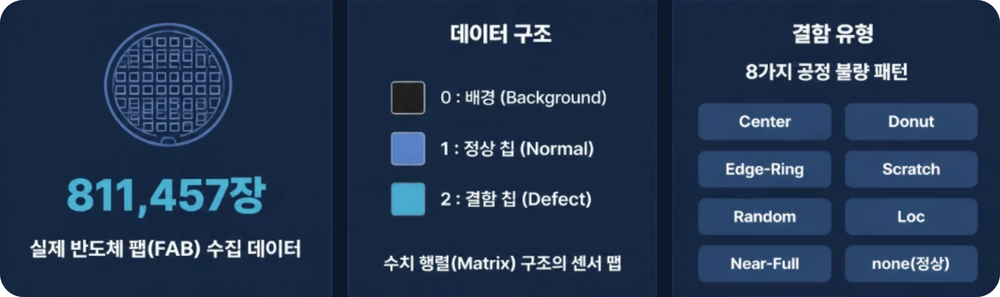 811,457장
실제 반도체 팹(FAB) 수집 데이터
데이터 구조
0 : 배경 (Background)
1 : 정상 칩 (Normal)
2 : 결함 칩 (Defect)
수치 행렬(Matrix) 구조의 센서 맵
결함 유형
8가지 공정 불량 패턴
Center
Donut
Edge-Ring
Scratch
Random
Loc
Near-Full
none(정상)